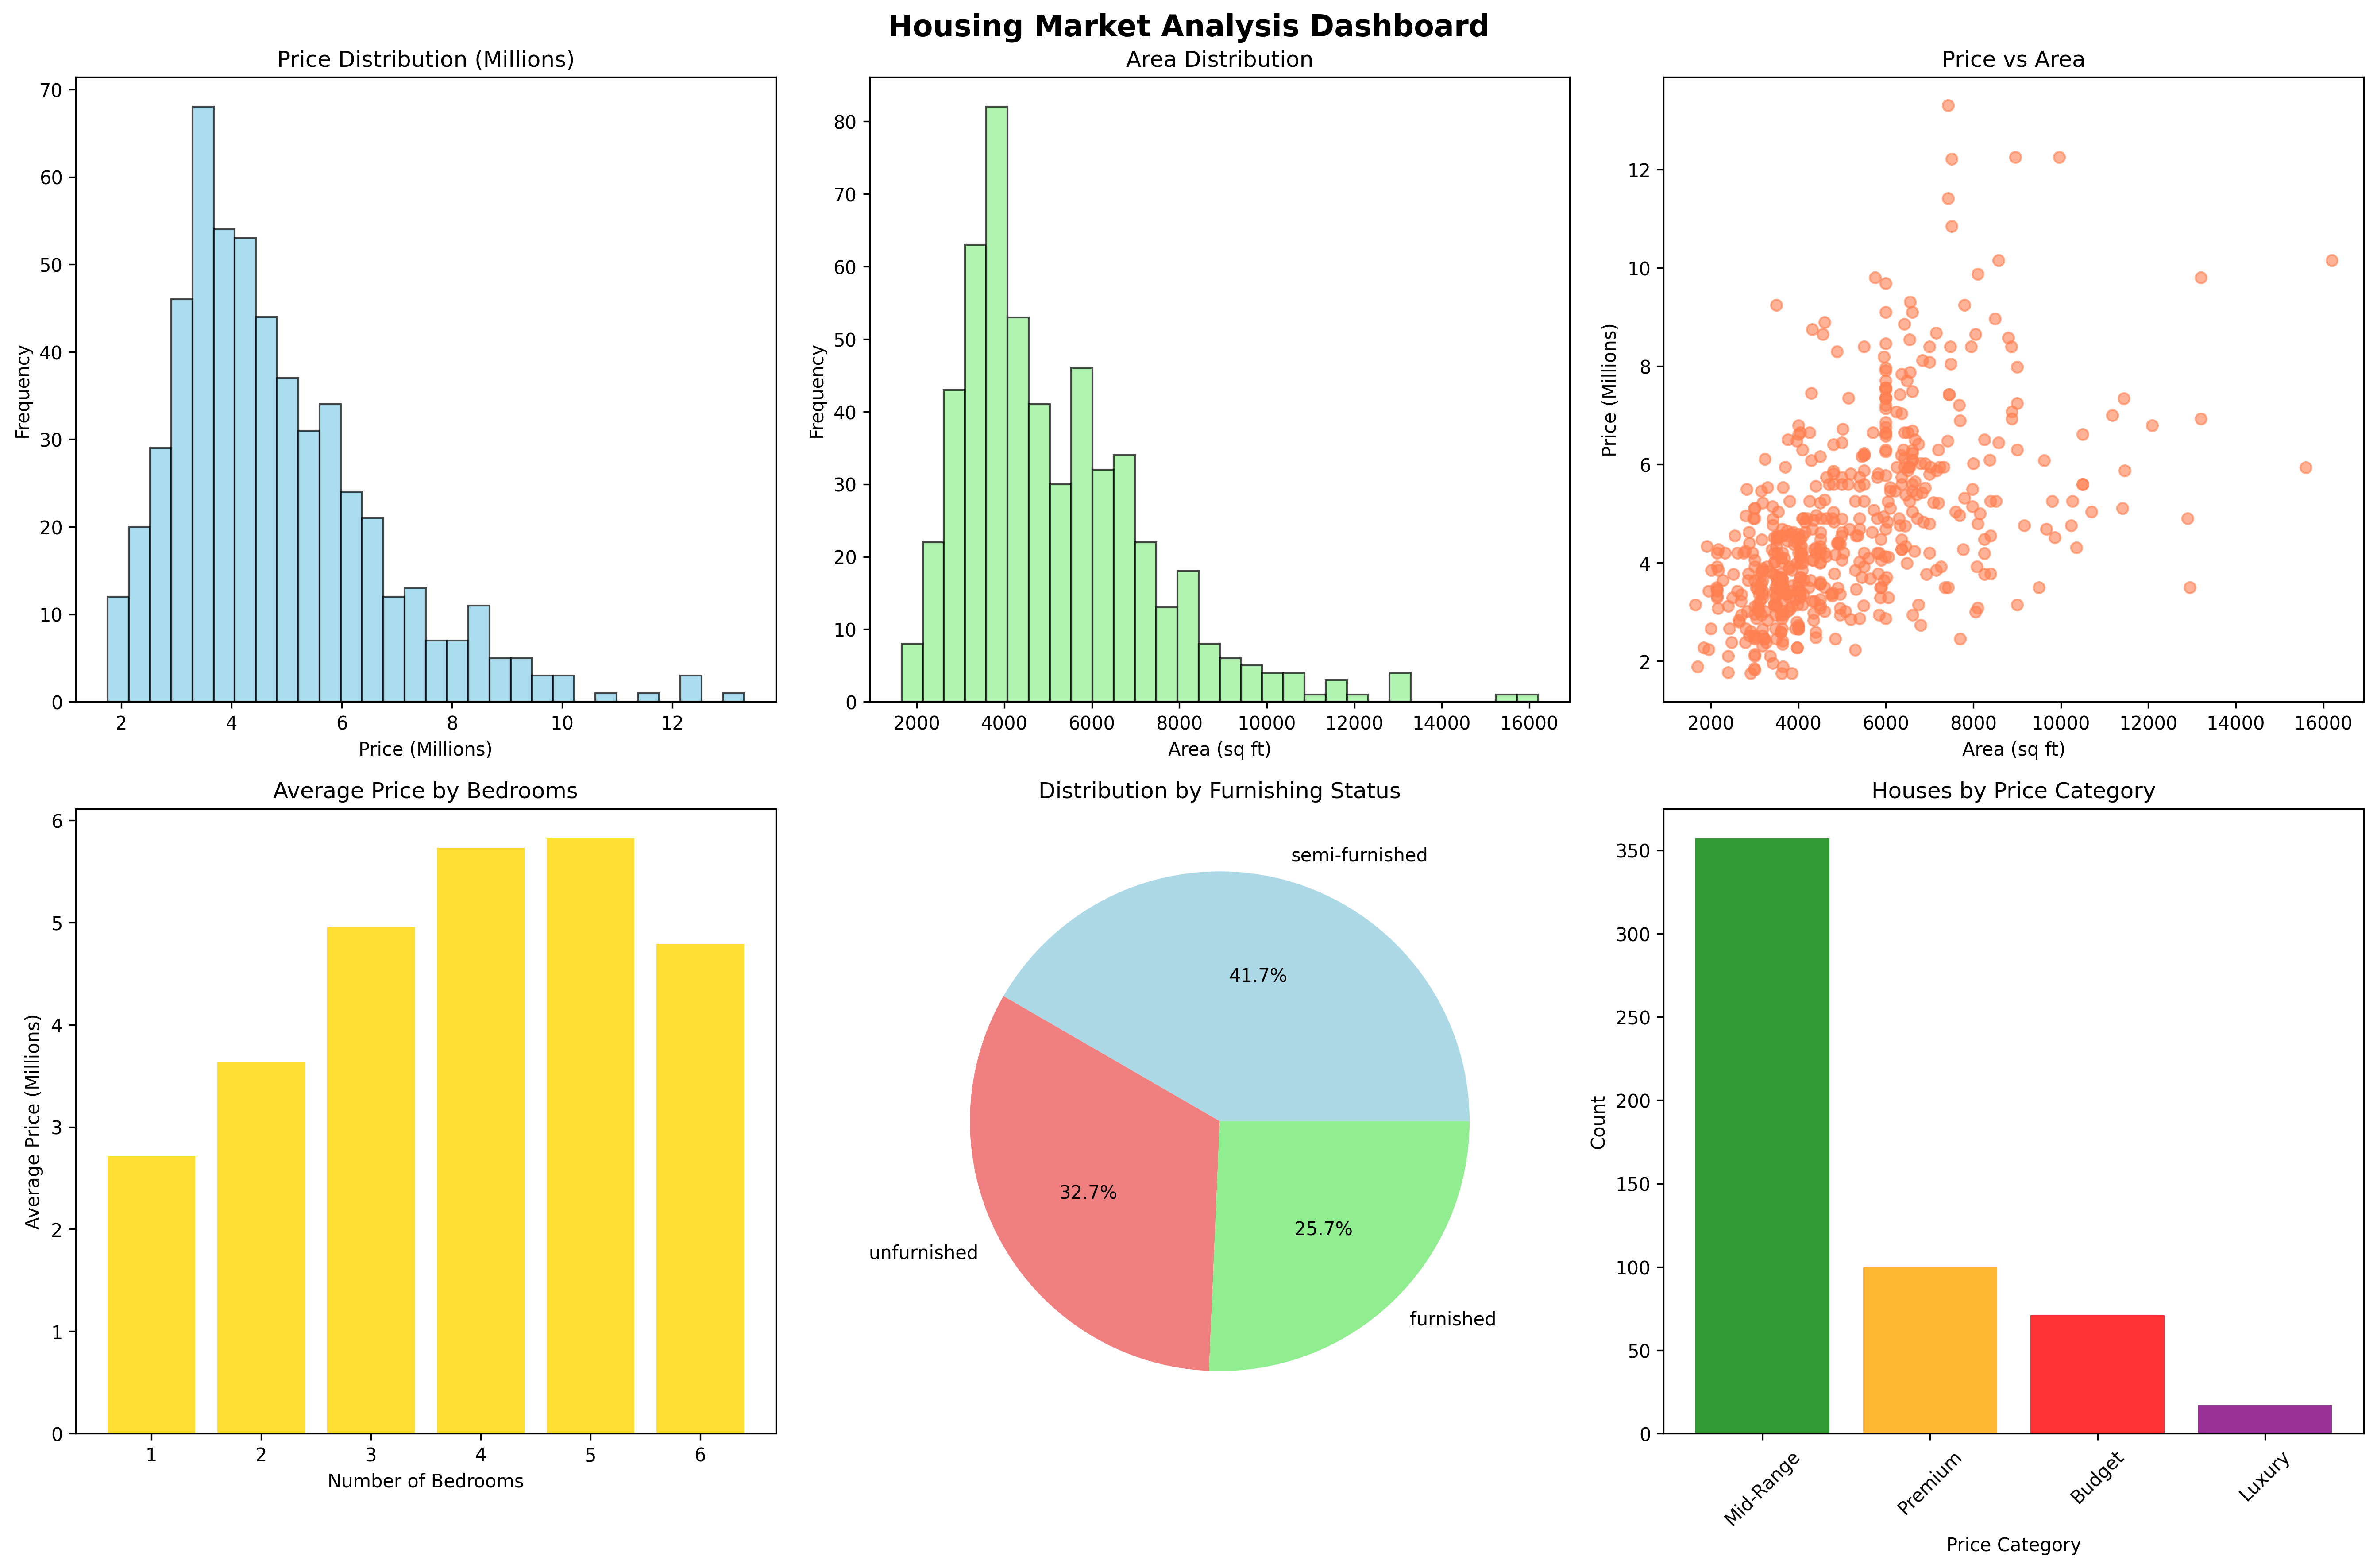 Housing Market Analysis Dashboard
Price Distribution (Millions)
70
60
50
40
30
20
10
0
Frequency
2 4 6 8 10 12
Price (Millions)
Area Distribution
80
70
60
50
40
30
20
10
0
Frequency
2000 4000 6000 8000 10000 12000 14000 16000
Area (sq ft)
Price vs Area
12
10
8
6
4
2
Price (Millions)
2000 4000 6000 8000 10000 12000 14000 16000
Area (sq ft)
Average Price by Bedrooms
6
5
4
3
2
1
0
Average Price (Millions)
1 2 3 4 5 6
Number of Bedrooms
Distribution by Furnishing Status
semi-furnished
41.7%
32.7%
unfurnished
25.7%
furnished
Houses by Price Category
350
300
250
200
150
100
50
0
Count
Mid-Range Premium Budget Luxury
Price Category